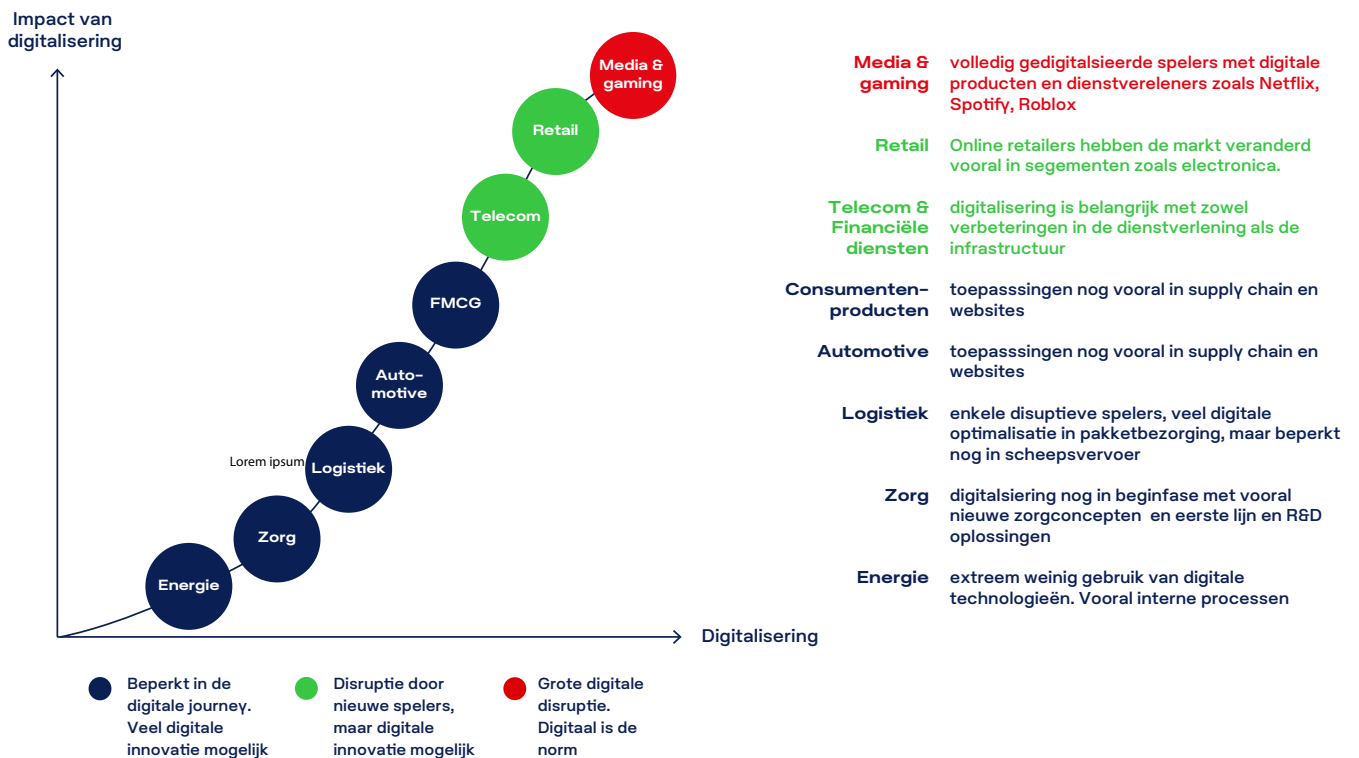 Impact van
digitalisering
Media &
gaming
Retail
Telecom
FMCG
Auto-
motive
Lorem ipsum
Logistiek
Zorg
Energie
Digitalisering
Media &
gaming
volledig gedigitalsieerde spelers met digitale
producten en dienstvereleners zoals Netflix,
Spotify, Roblox
Retail
Online retailers hebben de markt veranderd
vooral in segementen zoals electronica.
Telecom &
Financiële
diensten
digitalisering is belangrijk met zowel
verbeteringen in de dienstverlening als de
infrastructuur
Consumenten-
producten
toepasssingen nog vooral in supply chain en
websites
Automotive
toepasssingen nog vooral in supply chain en
websites
Logistiek
enkele disuptieve spelers, veel digitale
optimalisatie in pakketbezorging, maar beperkt
nog in scheepsvervoer
Zorg
digitalsiering nog in beginfase met vooral
nieuwe zorgconcepten  en eerste lijn en R&D
oplossingen
Energie
extreem weinig gebruik van digitale
technologieën. Vooral interne processen
Beperkt in de
digitale journey.
Veel digitale
innovatie mogelijk
Disruptie door
nieuwe spelers,
maar digitale
innovatie mogelijk
Grote digitale
disruptie.
Digitaal is de
norm